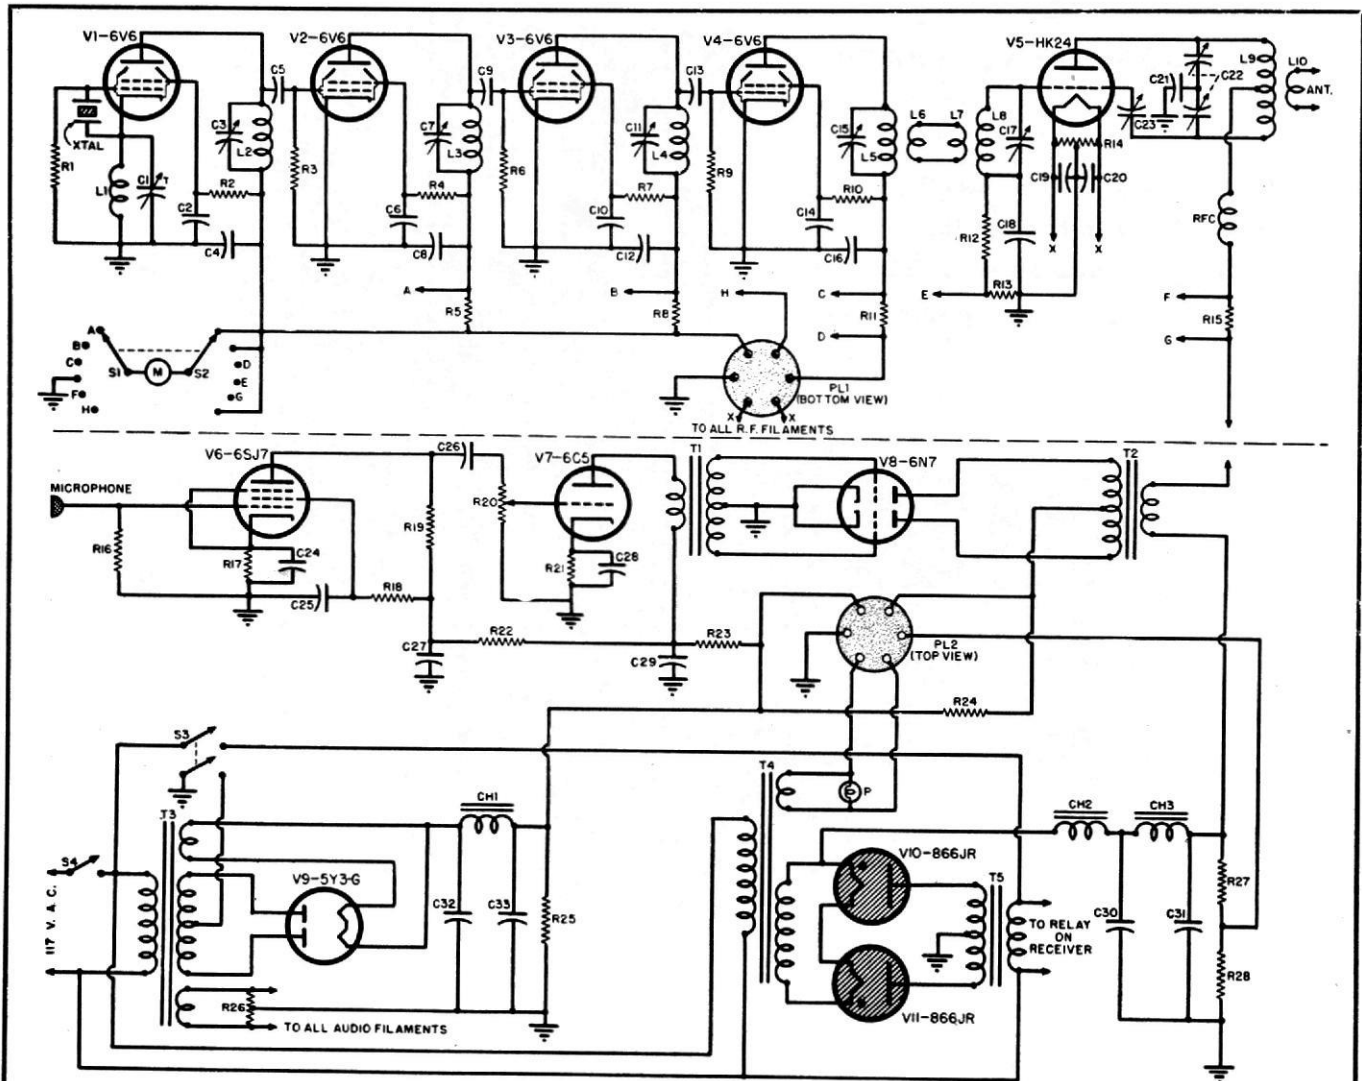 V1-6V6
V2-6V6
V3-6V6
V4-6V6
V5-HK24
C5
C9
C13
L9
L10
ANT.
C21
C22
C23
XTAL
C3
L2
C7
L3
C11
L4
C15
L5
L6
L7
L8
C17
R14
R1
L1
C1
T
R2
R3
R4
R6
R7
R9
R10
C19
C20
C2
C4
C6
C8
C10
C12
C14
C16
R12
C18
X
X
RFC
A
B
H
C
E
R13
F
R5
R8
R11
R15
D
G
A
B
C
F
H
S1
M
S2
D
E
G
PL1
(BOTTOM VIEW)
X
X
TO ALL R.F. FILAMENTS
V6-6SJ7
C26
V7-6C5
T1
V8-6N7
T2
MICROPHONE
R19
R20
R16
R17
C24
R21
C28
C25
R18
C27
R22
C29
R23
PL2
(TOP VIEW)
R24
S3
T4
P
T3
CH1
CH2
CH3
S4
V9-5Y3-G
V10-866JR
T5
117 V. A.C.
C32
C33
R25
TO RELAY
ON
RECEIVER
C30
C31
R27
R28
R26
TO ALL AUDIO FILAMENTS
V11-866JR